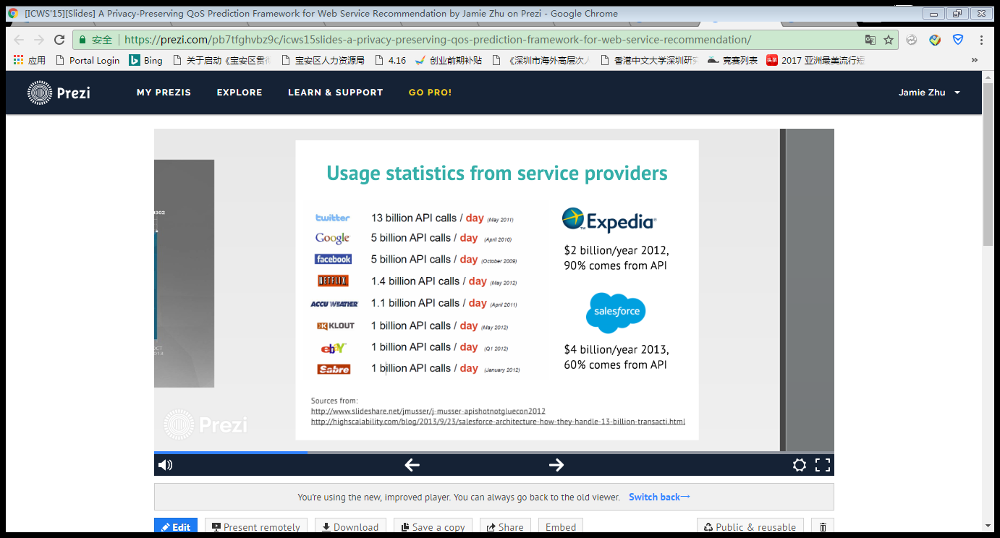 [ICWS'15][Slides] A Privacy-Preserving QoS Prediction Framework for Web Service Recommendation by Jamie Zhu on Prezi - Google Chrome
安全 https://prezi.com/pb7tfghvbz9c/icws15slides-a-privacy-preserving-qos-prediction-framework-for-web-service-recommendation/
应用 Portal Login Bing 关于启动《宝安区贯 宝安区人力资源局 4.16 创业前期补贴 《深圳市海外高层次人 香港中文大学深圳研究 竞赛列表 头条 2017 亚洲最美流行短 »
Prezi MY PREZIS EXPLORE LEARN & SUPPORT GO PRO! Jamie Zhu
Usage statistics from service providers
twitter 13 billion API calls / day (May 2011)
Google 5 billion API calls / day (April 2010)
facebook 5 billion API calls / day (October 2009)
NETFLIX 1.4 billion API calls / day (May 2012)
ACCU WEATHER 1.1 billion API calls / day (April 2011)
KLOUT 1 billion API calls / day (May 2012)
ebY 1 billion API calls / day (Q1 2012)
Sabre 1 billion API calls / day (January 2012)
Expedia
$2 billion/year 2012,
90% comes from API
salesforce
$4 billion/year 2013,
60% comes from API
Sources from:
http://www.slideshare.net/jmusser/j-musser-apishotnotgluecon2012
http://highscalability.com/blog/2013/9/23/salesforce-architecture-how-they-handle-13-billion-transacti.html
0302
OCT
2013
Prezi
You're using the new, improved player. You can always go back to the old viewer. Switch back→
Edit Present remotely Download Save a copy Share Embed Public & reusable